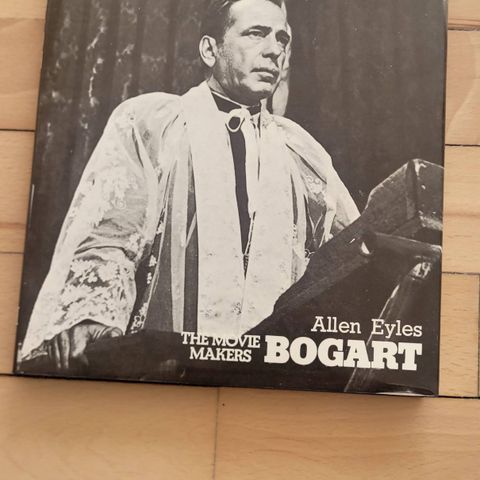 Allen Eyles
THE MOVIE
MAKERS BOGART